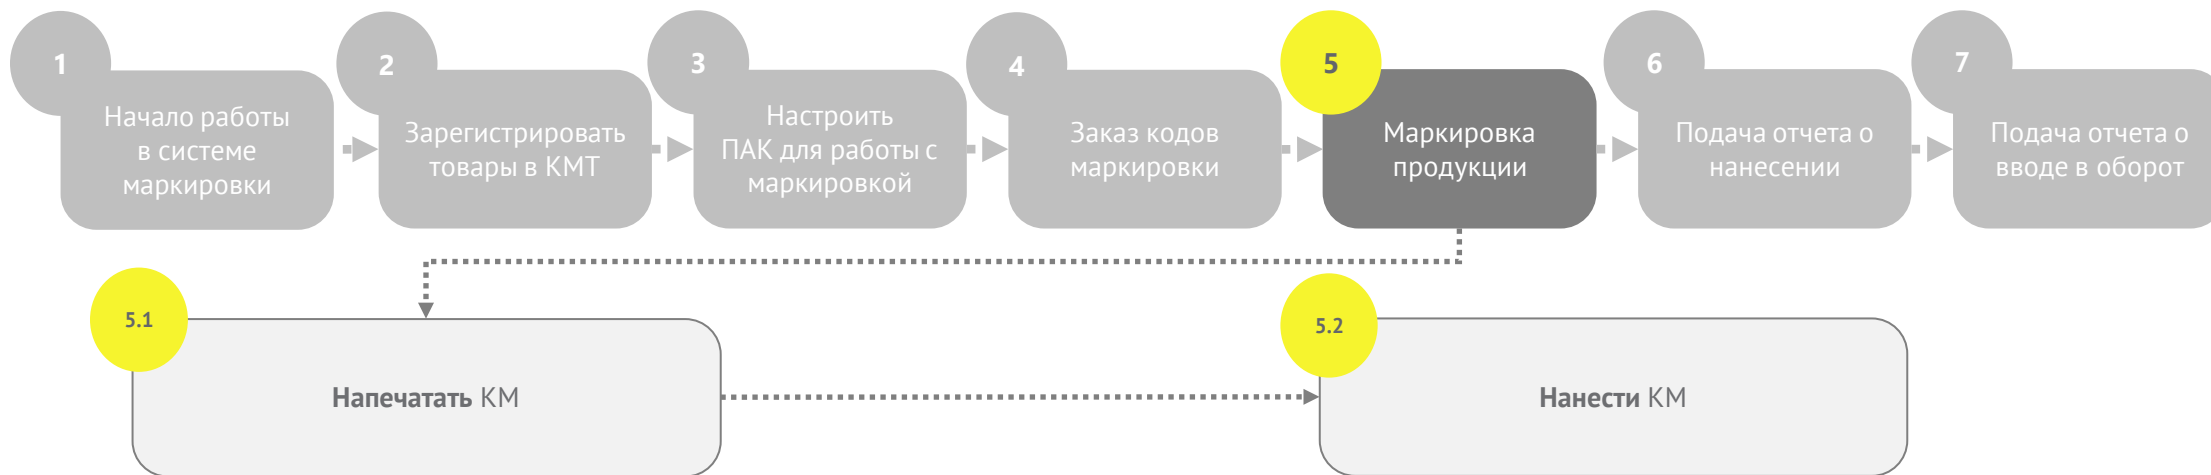 1
Начало работы
в системе
маркировки
2
Зарегистрировать
товары в КМТ
3
Настроить
ПАК для работы с
маркировкой
4
Заказ кодов
маркировки
5
Маркировка
продукции
6
Подача отчета о
нанесении
7
Подача отчета о
вводе в оборот
5.1
Напечатать КМ
5.2
Нанести КМ